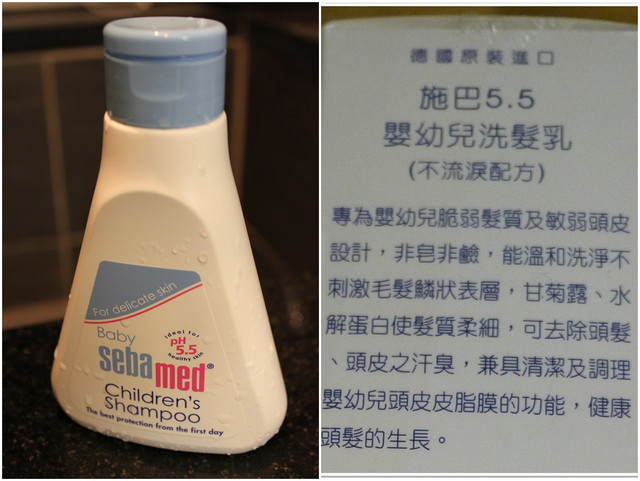 For delicate skin
Baby
sebamed®
ideal for
pH
5.5
healthy skin
Children's
Shampoo
The best protection from the first day
德國原裝進口
施巴5.5
嬰幼兒洗髮乳
(不流淚配方)
專為嬰幼兒脆弱髮質及敏弱頭皮
設計，非皂非鹼，能溫和洗淨不
刺激毛髮鱗狀表層，甘菊露、水
解蛋白使髮質柔細，可去除頭髮
、頭皮之汗臭，兼具清潔及調理
嬰幼兒頭皮皮脂膜的功能，健康
頭髮的生長。